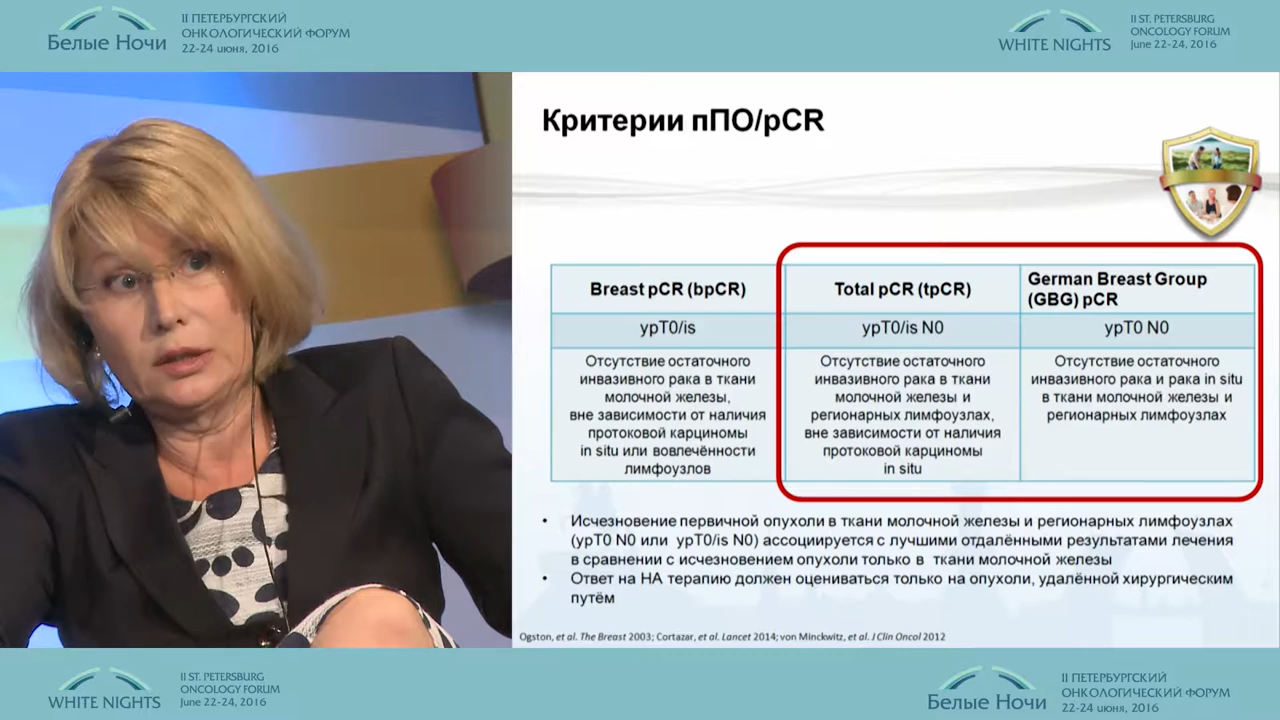 Белые Ночи
II ПЕТЕРБУРГСКИЙ
ОНКОЛОГИЧЕСКИЙ ФОРУМ
22-24 июня, 2016
WHITE NIGHTS
II ST. PETERSBURG
ONCOLOGY FORUM
June 22-24, 2016
Критерии пПО/pCR
Breast pCR (bpCR)
Total pCR (tpCR)
German Breast Group
(GBG) pCR
ypT0/is
ypT0/is N0
ypT0 N0
Отсутствие остаточного
инвазивного рака в ткани
молочной железы,
вне зависимости от наличия
протоковой карциномы
in situ или вовлечённости
лимфоузлов
Отсутствие остаточного
инвазивного рака в ткани
молочной железы и
регионарных лимфоузлах,
вне зависимости от наличия
протоковой карциномы
in situ
Отсутствие остаточного
инвазивного рака и рака in situ
в ткани молочной железы и
регионарных лимфоузлах
• Исчезновение первичной опухоли в ткани молочной железы и регионарных лимфоузлах
(ypT0 N0 или ypT0/is N0) ассоциируется с лучшими отдалёнными результатами лечения
в сравнении с исчезновением опухоли только в ткани молочной железы
• Ответ на НА терапию должен оцениваться только на опухоли, удалённой хирургическим
путём
Ogston, et al. The Breast 2003; Cortazar, et al. Lancet 2014; von Minckwitz, et al. J Clin Oncol 2012
WHITE NIGHTS
II ST. PETERSBURG
ONCOLOGY FORUM
June 22-24, 2016
Белые Ночи
II ПЕТЕРБУРГСКИЙ
ОНКОЛОГИЧЕСКИЙ ФОРУМ
22-24 июня, 2016